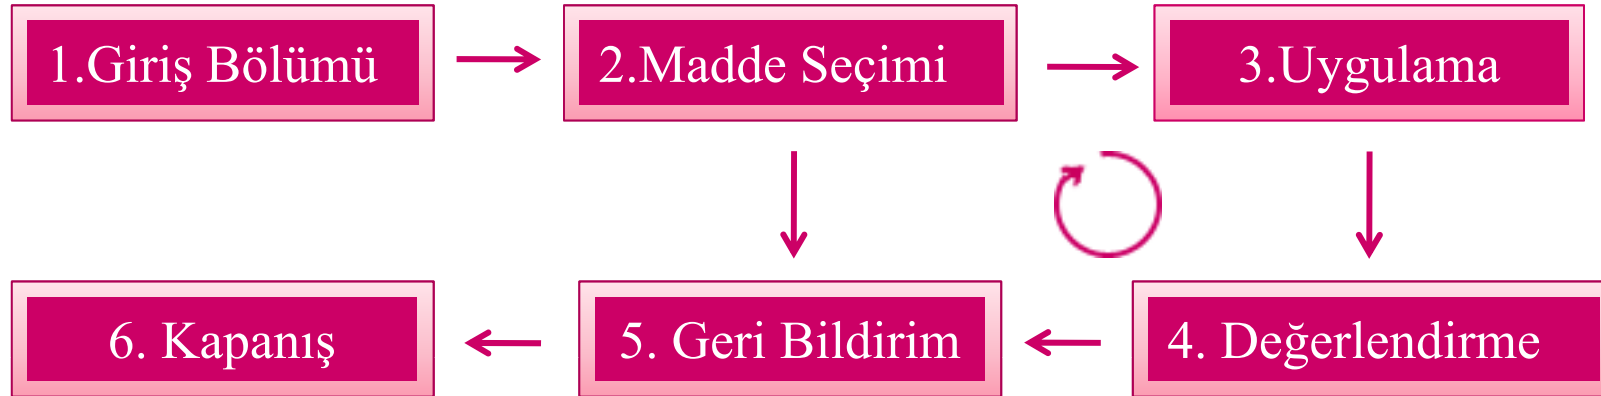 1.Giriş Bölümü
2.Madde Seçimi
3.Uygulama
4. Değerlendirme
5. Geri Bildirim
6. Kapanış